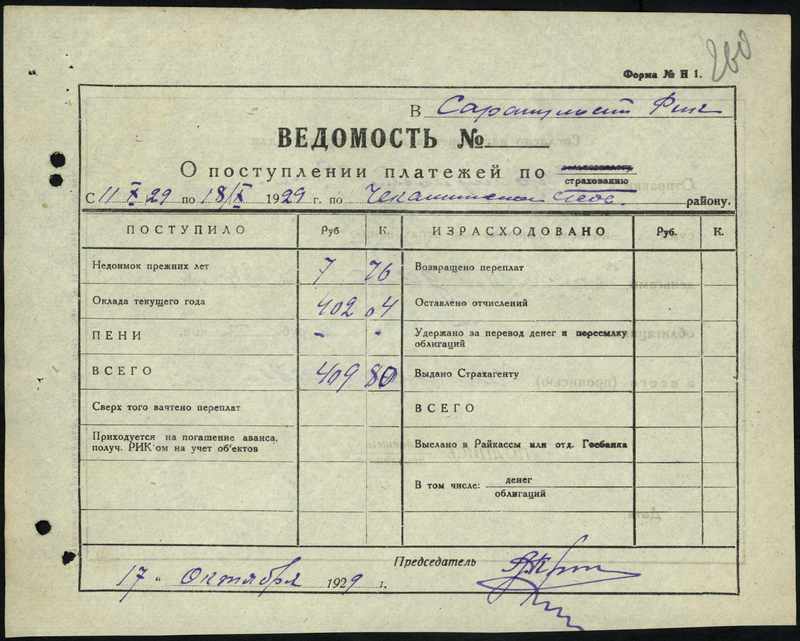 260
Форма № Н 1.
В Сарапульский Фин
ВЕДОМОСТЬ №
О поступлении платежей по сельхозналогу
страхованию
С 11/X 29 по 18/X 1929 г. по району.
ПОСТУПИЛО Руб К. ИЗРАСХОДОВАНО Руб. К.
Недоимок прежних лет 7 76 Возвращено переплат
Оклада текущего года 402 04 Оставлено отчислений
ПЕНИ - - Удержано за перевод денег и пересылку
облигаций
ВСЕГО 409 80 Выдано Страхагенту
Сверх того вачтено переплат ВСЕГО
Приходуется на погашение аванса, Выслано в Райкассы или отд. Госбанка
получ. РИК'ом на учет об'ектов
В том числе: денег
облигаций
Председатель
17 " Октября 1929 г.